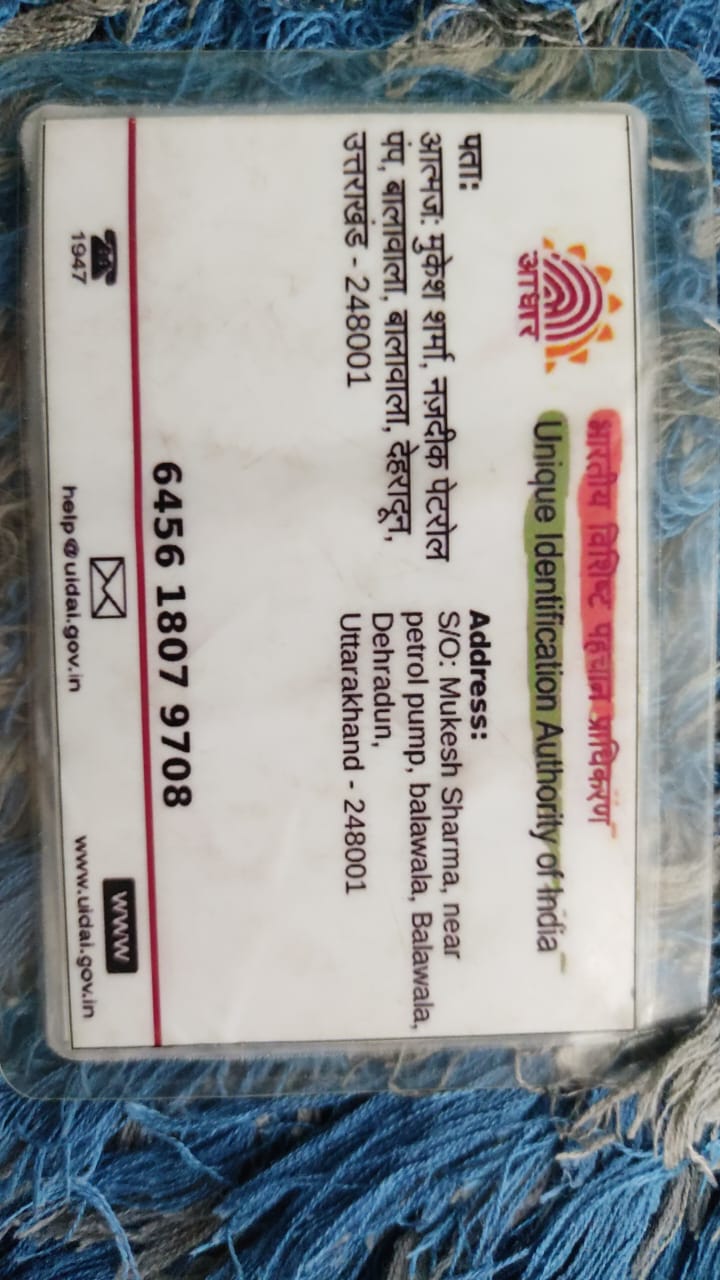 भारतीय विशिष्ट पहचान प्राधिकरण
Unique Identification Authority of India
आधार
पता:
आत्मज: मुकेश शर्मा, नज़दीक पेटरोल
पंप, बालावाला, बालावाला, देहरादून,
उत्तराखंड - 248001
Address:
S/O: Mukesh Sharma, near
petrol pump, balawala, Balawala,
Dehradun,
Uttarakhand - 248001
6456 1807 9708
1947
help@uidai.gov.in
www
www.uidai.gov.in